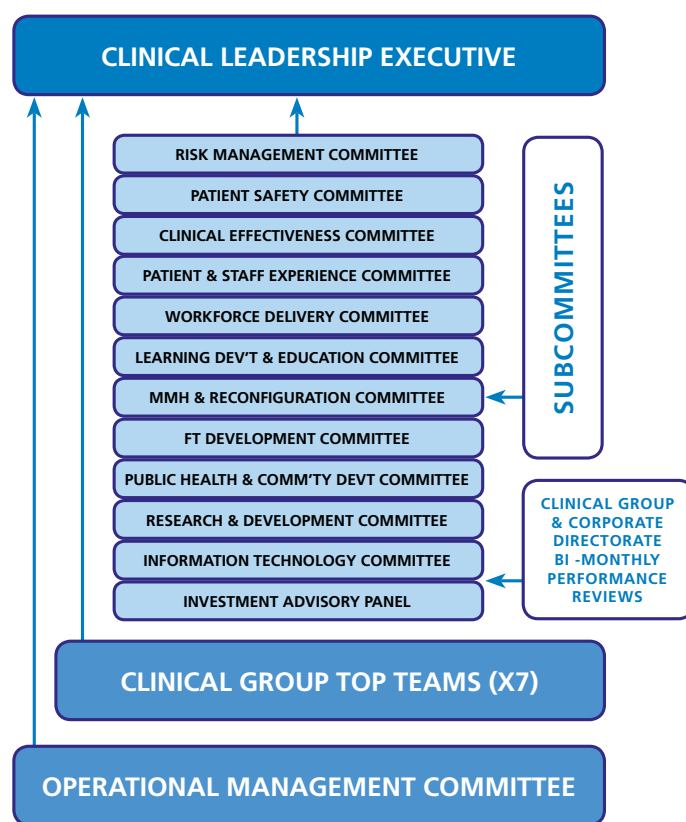 CLINICAL LEADERSHIP EXECUTIVE
RISK MANAGEMENT COMMITTEE
PATIENT SAFETY COMMITTEE
CLINICAL EFFECTIVENESS COMMITTEE
PATIENT & STAFF EXPERIENCE COMMITTEE
WORKFORCE DELIVERY COMMITTEE
LEARNING DEV'T & EDUCATION COMMITTEE
MMH & RECONFIGURATION COMMITTEE
FT DEVELOPMENT COMMITTEE
PUBLIC HEALTH & COMM'TY DEVT COMMITTEE
RESEARCH & DEVELOPMENT COMMITTEE
INFORMATION TECHNOLOGY COMMITTEE
INVESTMENT ADVISORY PANEL
SUBCOMMITTEES
CLINICAL GROUP
& CORPORATE
DIRECTORATE
BI -MONTHLY
PERFORMANCE
REVIEWS
CLINICAL GROUP TOP TEAMS (X7)
OPERATIONAL MANAGEMENT COMMITTEE